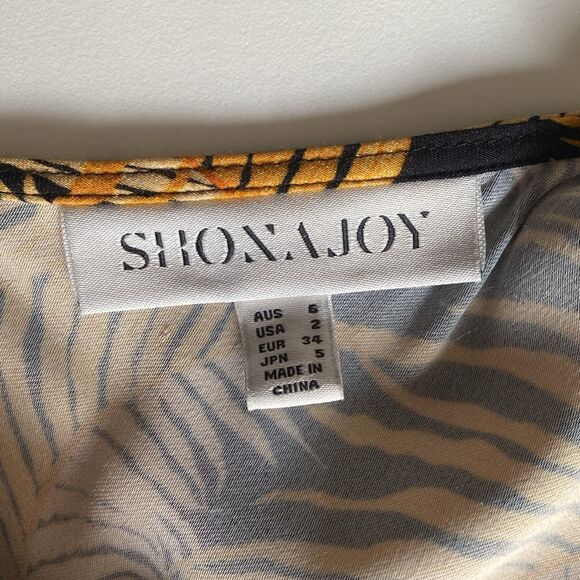 SHONAJOY
AUS 6
USA 2
EUR 34
JPN 5
MADE IN
CHINA